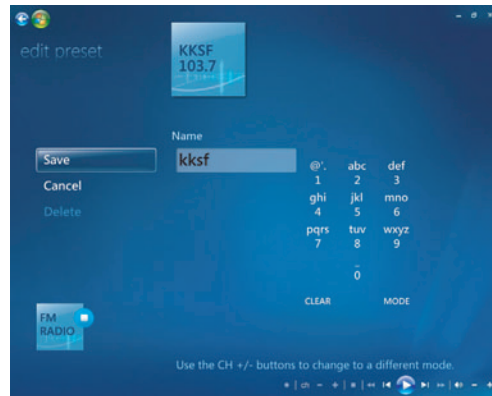 edit preset
KKSF
103.7
Name
kksf
Save
Cancel
Delete
@'. abc def
1 2 3
ghi jkl mno
4 5 6
pqrs tuv wxyz
7 8 9
_
0
CLEAR MODE
FM
RADIO
Use the CH +/- buttons to change to a different mode.
ch - +